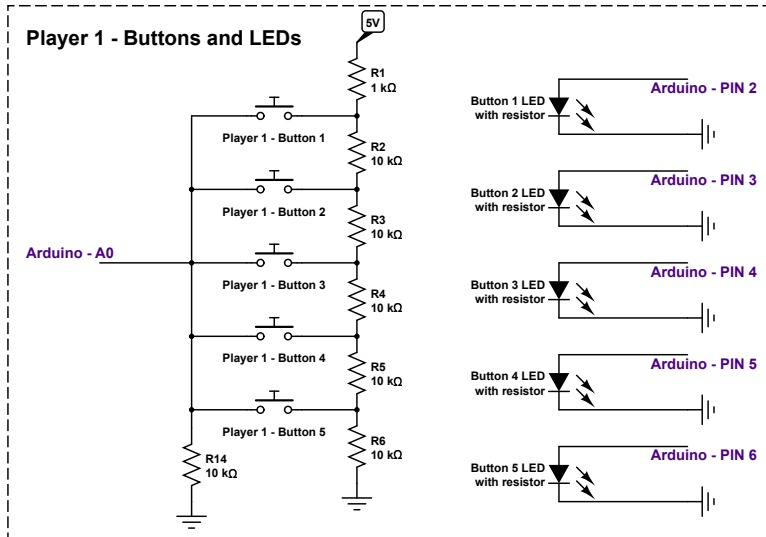 Player 1 - Buttons and LEDs
5V
R1
1 kΩ
Player 1 - Button 1
R2
10 kΩ
Player 1 - Button 2
R3
10 kΩ
Arduino - A0
Player 1 - Button 3
R4
10 kΩ
Player 1 - Button 4
R5
10 kΩ
Player 1 - Button 5
R6
10 kΩ
R14
10 kΩ
Button 1 LED
with resistor
Arduino - PIN 2
Button 2 LED
with resistor
Arduino - PIN 3
Button 3 LED
with resistor
Arduino - PIN 4
Button 4 LED
with resistor
Arduino - PIN 5
Button 5 LED
with resistor
Arduino - PIN 6